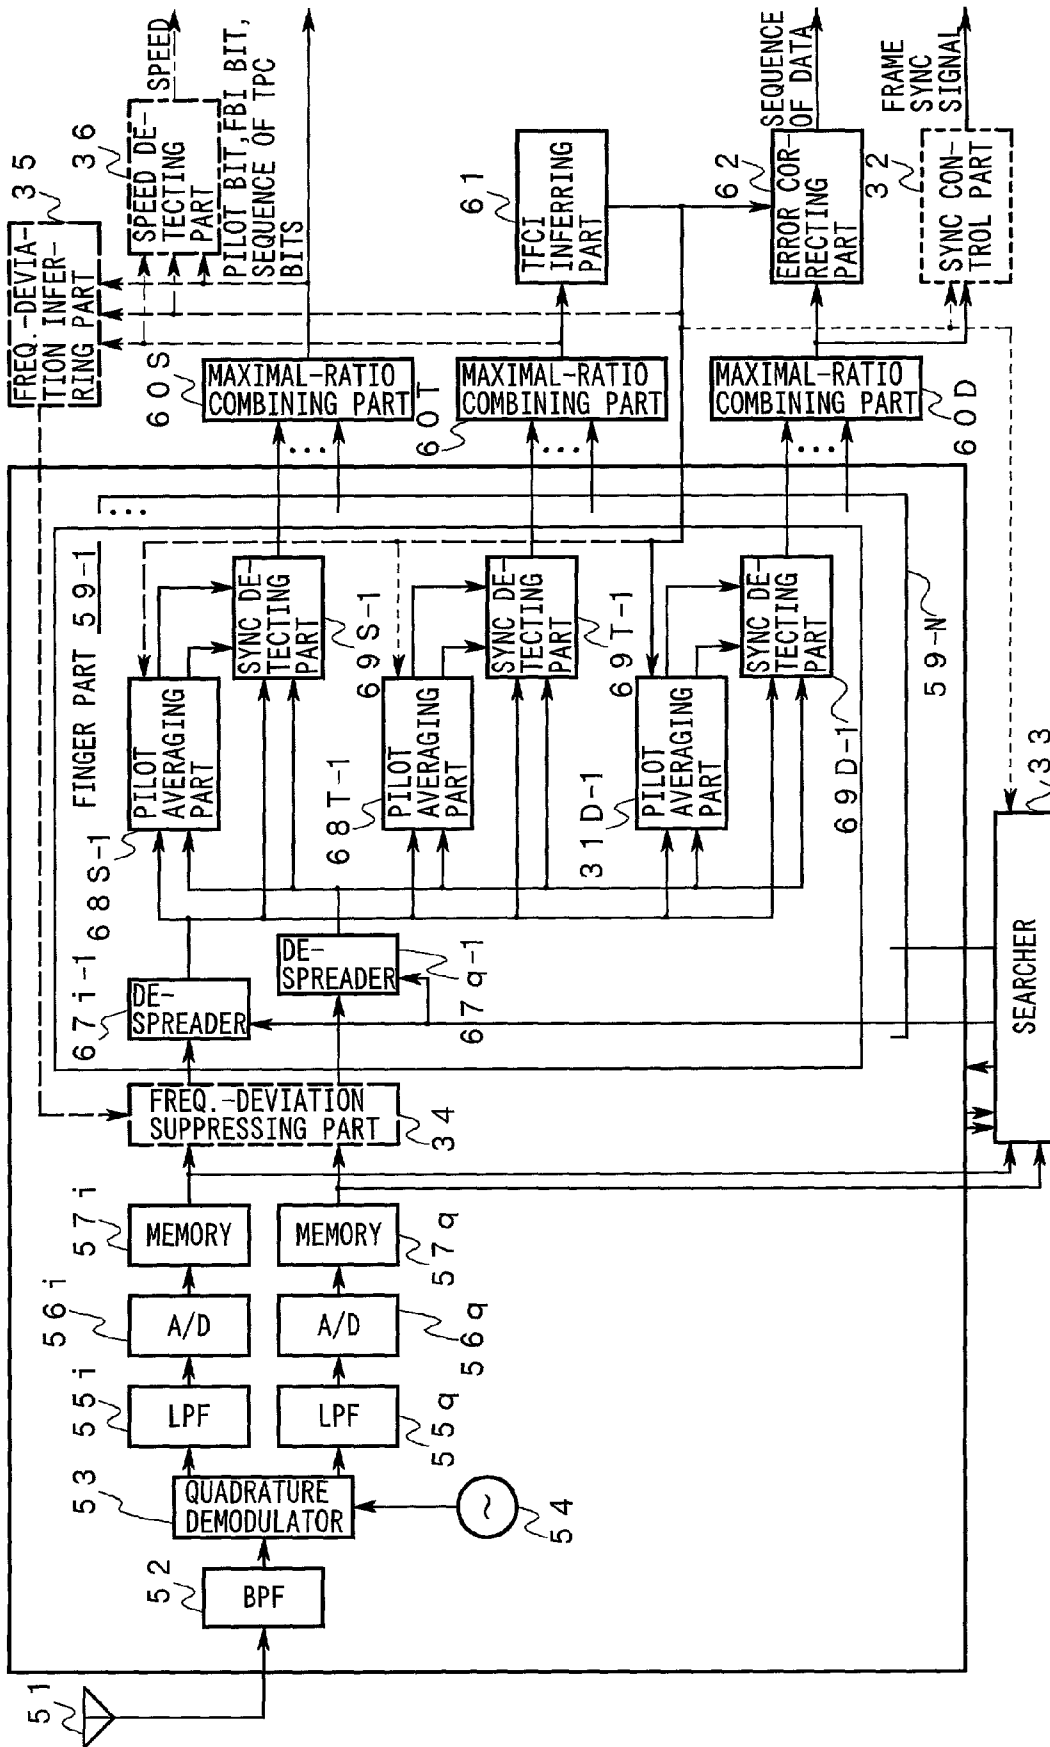 51
52
BPF
53
QUADRATURE
DEMODULATOR
54
~
55i
LPF
55q
LPF
56i
A/D
56q
A/D
57i
MEMORY
57q
MEMORY
FREQ.-DEVIATION
SUPPRESSING PART
34
FINGER PART 59-1
67i-1
DE-
SPREADER
DE-
SPREADER
67q-1
68S-1
PILOT
AVERAGING
PART
SYNC DE-
TECTING
PART
69S-1
68T-1
PILOT
AVERAGING
PART
SYNC DE-
TECTING
PART
69T-1
31D-1
PILOT
AVERAGING
PART
SYNC DE-
TECTING
PART
69D-1
59-N
SEARCHER
33
60S
MAXIMAL-RATIO
COMBINING PART
60T
MAXIMAL-RATIO
COMBINING PART
60D
MAXIMAL-RATIO
COMBINING PART
FREQ.-DEVIA-
TION INFER-
RING PART
35
36
SPEED DE-
TECTING
PART
SPEED
PILOT BIT,FBI BIT,
SEQUENCE OF TPC
BITS
61
TFCI
INFERRING
PART
62
ERROR COR-
RECTING
PART
SEQUENCE
OF DATA
32
SYNC CON-
TROL PART
FRAME
SYNC
SIGNAL